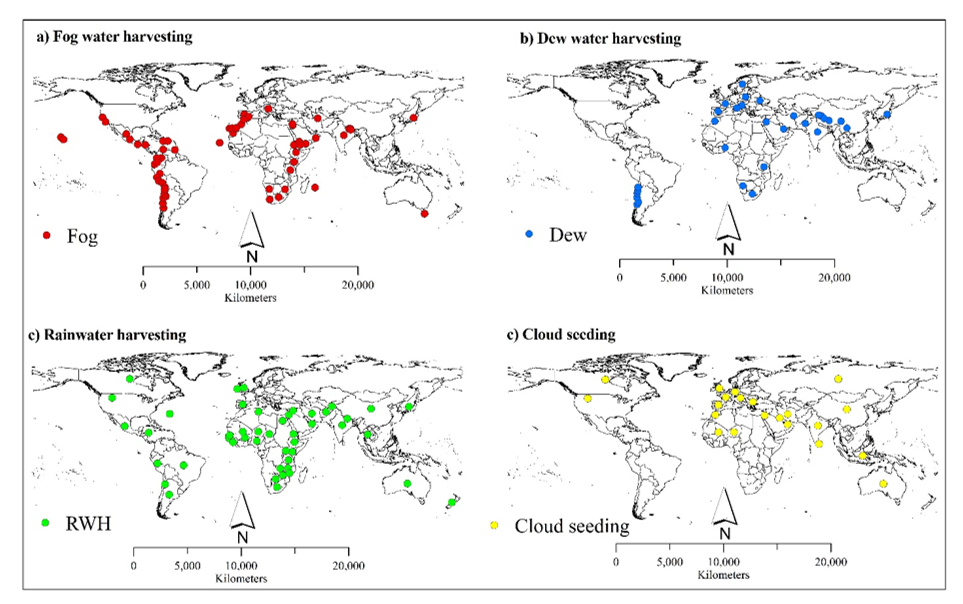 a) Fog water harvesting
Fog
N
0 5,000 10,000 20,000
Kilometers
b) Dew water harvesting
Dew
N
0 5,000 10,000 20,000
Kilometers
c) Rainwater harvesting
RWH
N
0 5,000 10,000 20,000
Kilometers
c) Cloud seeding
Cloud seeding
N
0 5,000 10,000 20,000
Kilometers